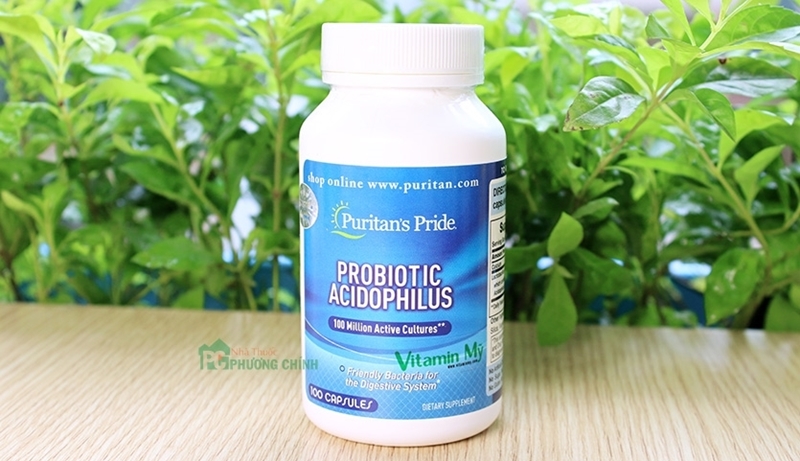 shop online www.puritan.com
Puritan's Pride®
PROBIOTIC
ACIDOPHILUS
100 Million Active Cultures**
Vitamin Mỹ
Friendly Bacteria for
the Digestive System*
100 CAPSULES
DIETARY SUPPLEMENT
Nhà Thuốc
PHƯƠNG CHÍNH